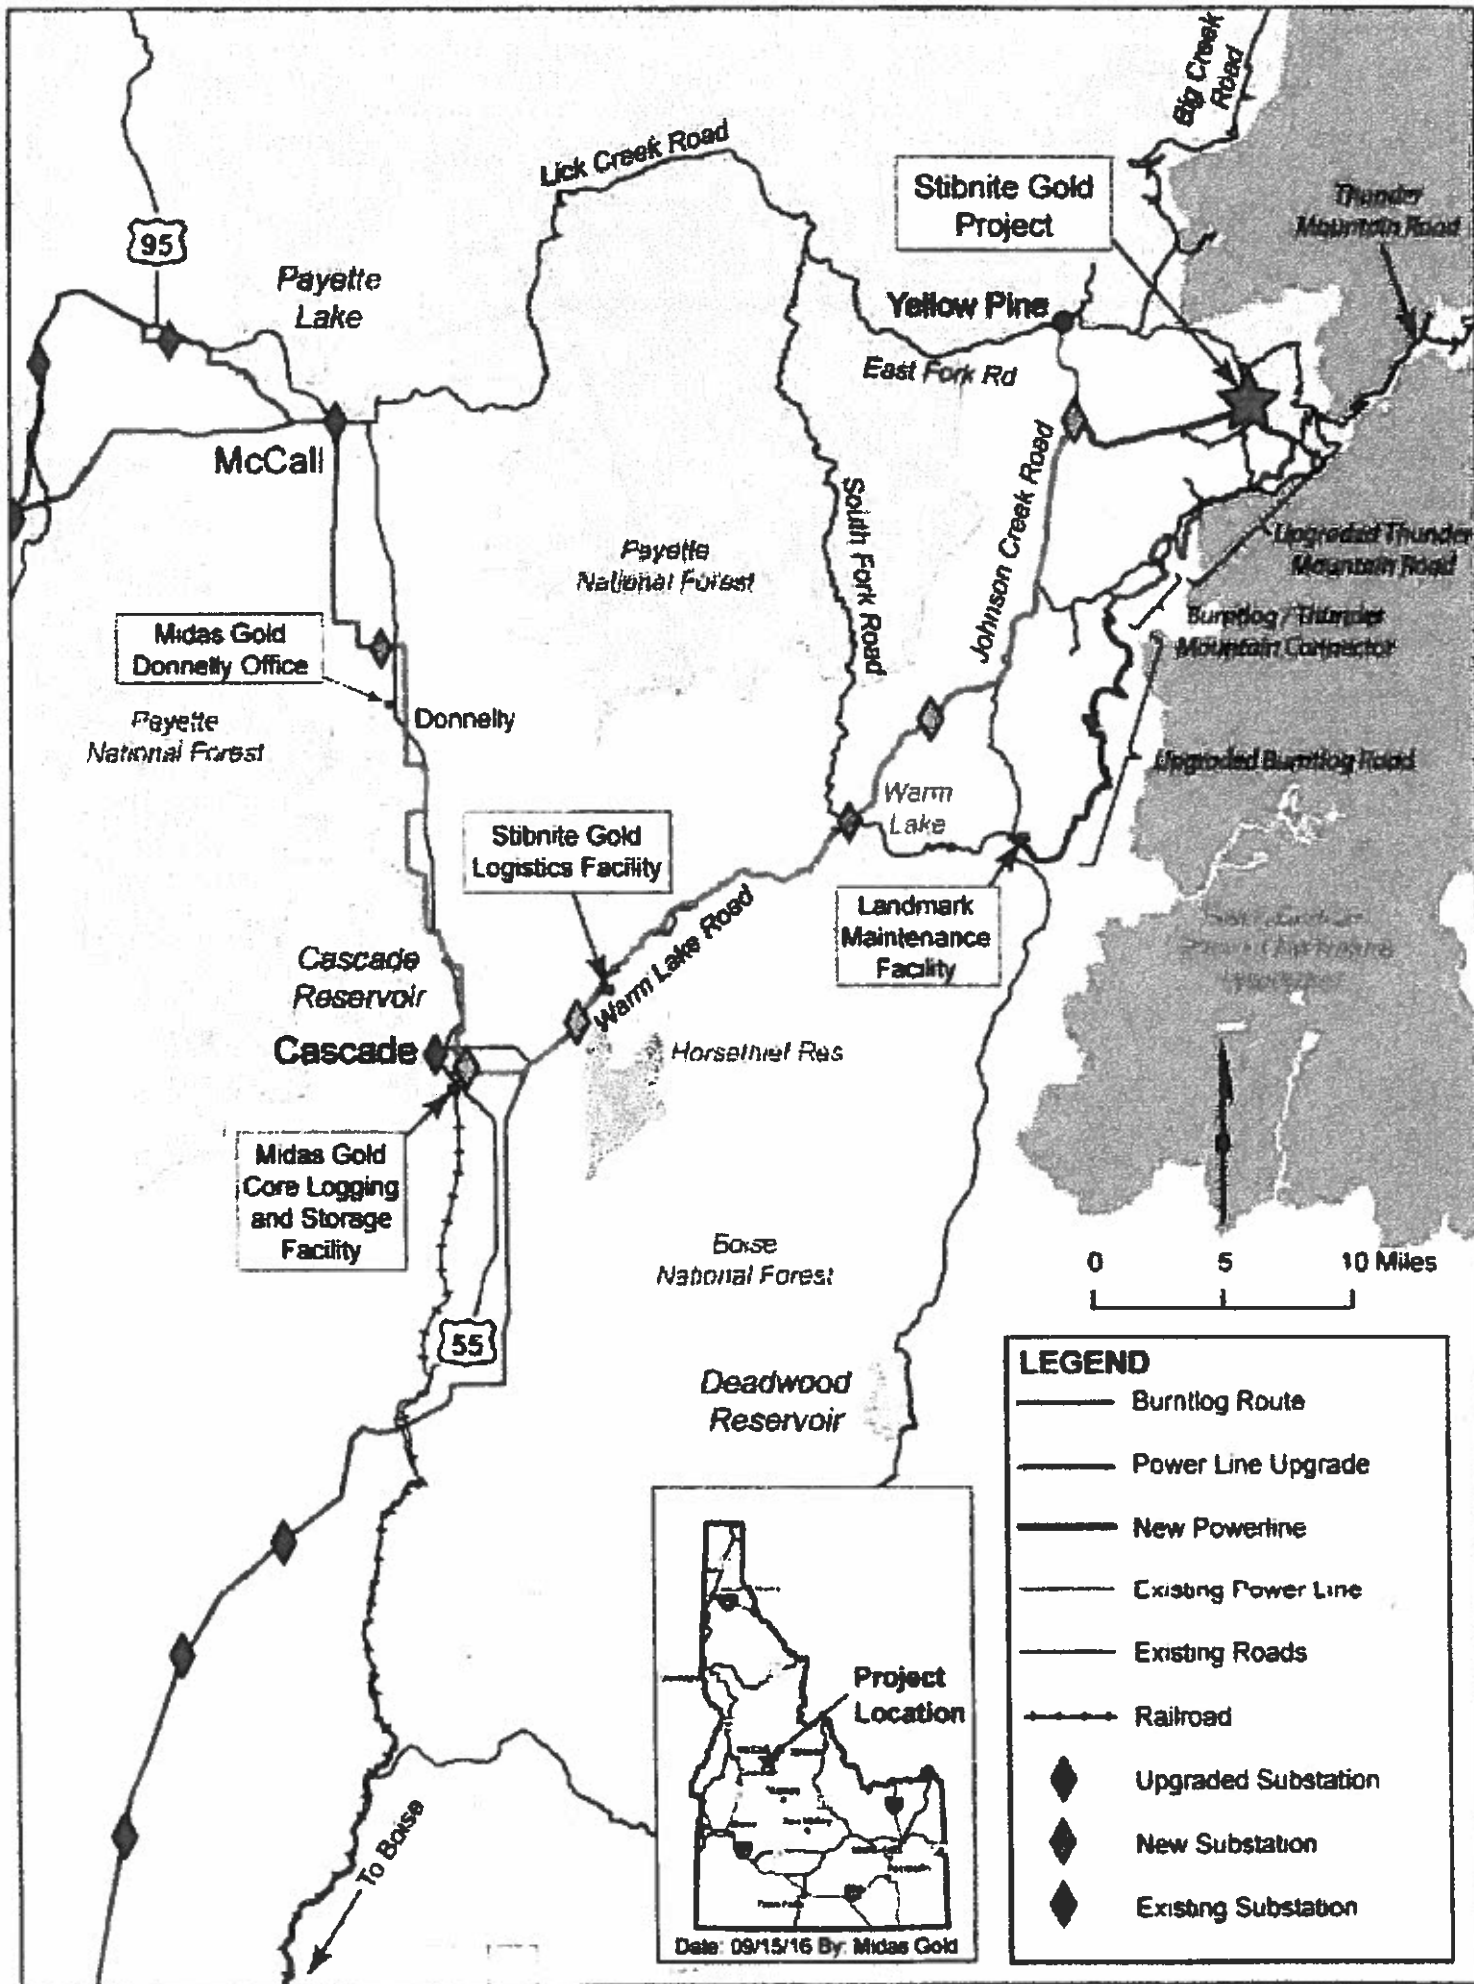 Big Creek
Road
Lick Creek Road
Stibnite Gold
Project
Thunder
Mountain Road
95
Payette
Lake
Yellow Pine
East Fork Rd
McCall
South Fork Road
Johnson Creek Road
Payette
National Forest
Upgraded Thunder
Mountain Road
Midas Gold
Donnelly Office
Burntlog / Thunder
Mountain Connector
Donnelly
Payette
National Forest
Upgraded Burntlog Road
Warm
Lake
Stibnite Gold
Logistics Facility
Landmark
Maintenance
Facility
Warm Lake Road
Cascade
Reservoir
Cascade
Horsethief Res
Midas Gold
Core Logging
and Storage
Facility
Boise
National Forest
0 5 10 Miles
55
Deadwood
Reservoir
LEGEND
Burntlog Route
Power Line Upgrade
New Powerline
Existing Power Line
Existing Roads
Railroad
Upgraded Substation
New Substation
Existing Substation
Project
Location
To Boise
Date: 09/15/16 By: Midas Gold